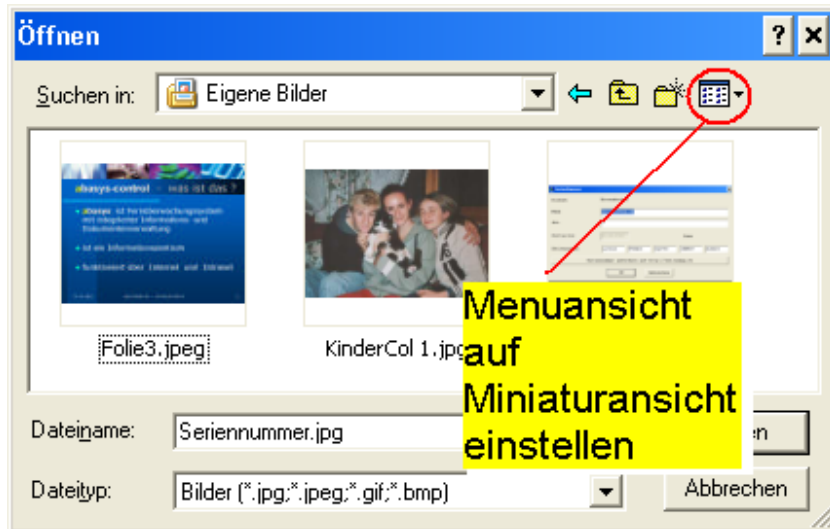 Öffnen
Suchen in:
Eigene Bilder
abasys-control - was ist das ?
Folie3.jpeg
KinderCol 1.jpg
Menuansicht
auf
Miniaturansicht
einstellen
Dateiname:
Seriennummer.jpg
en
Dateityp:
Bilder (*.jpg;*.jpeg;*.gif;*.bmp)
Abbrechen